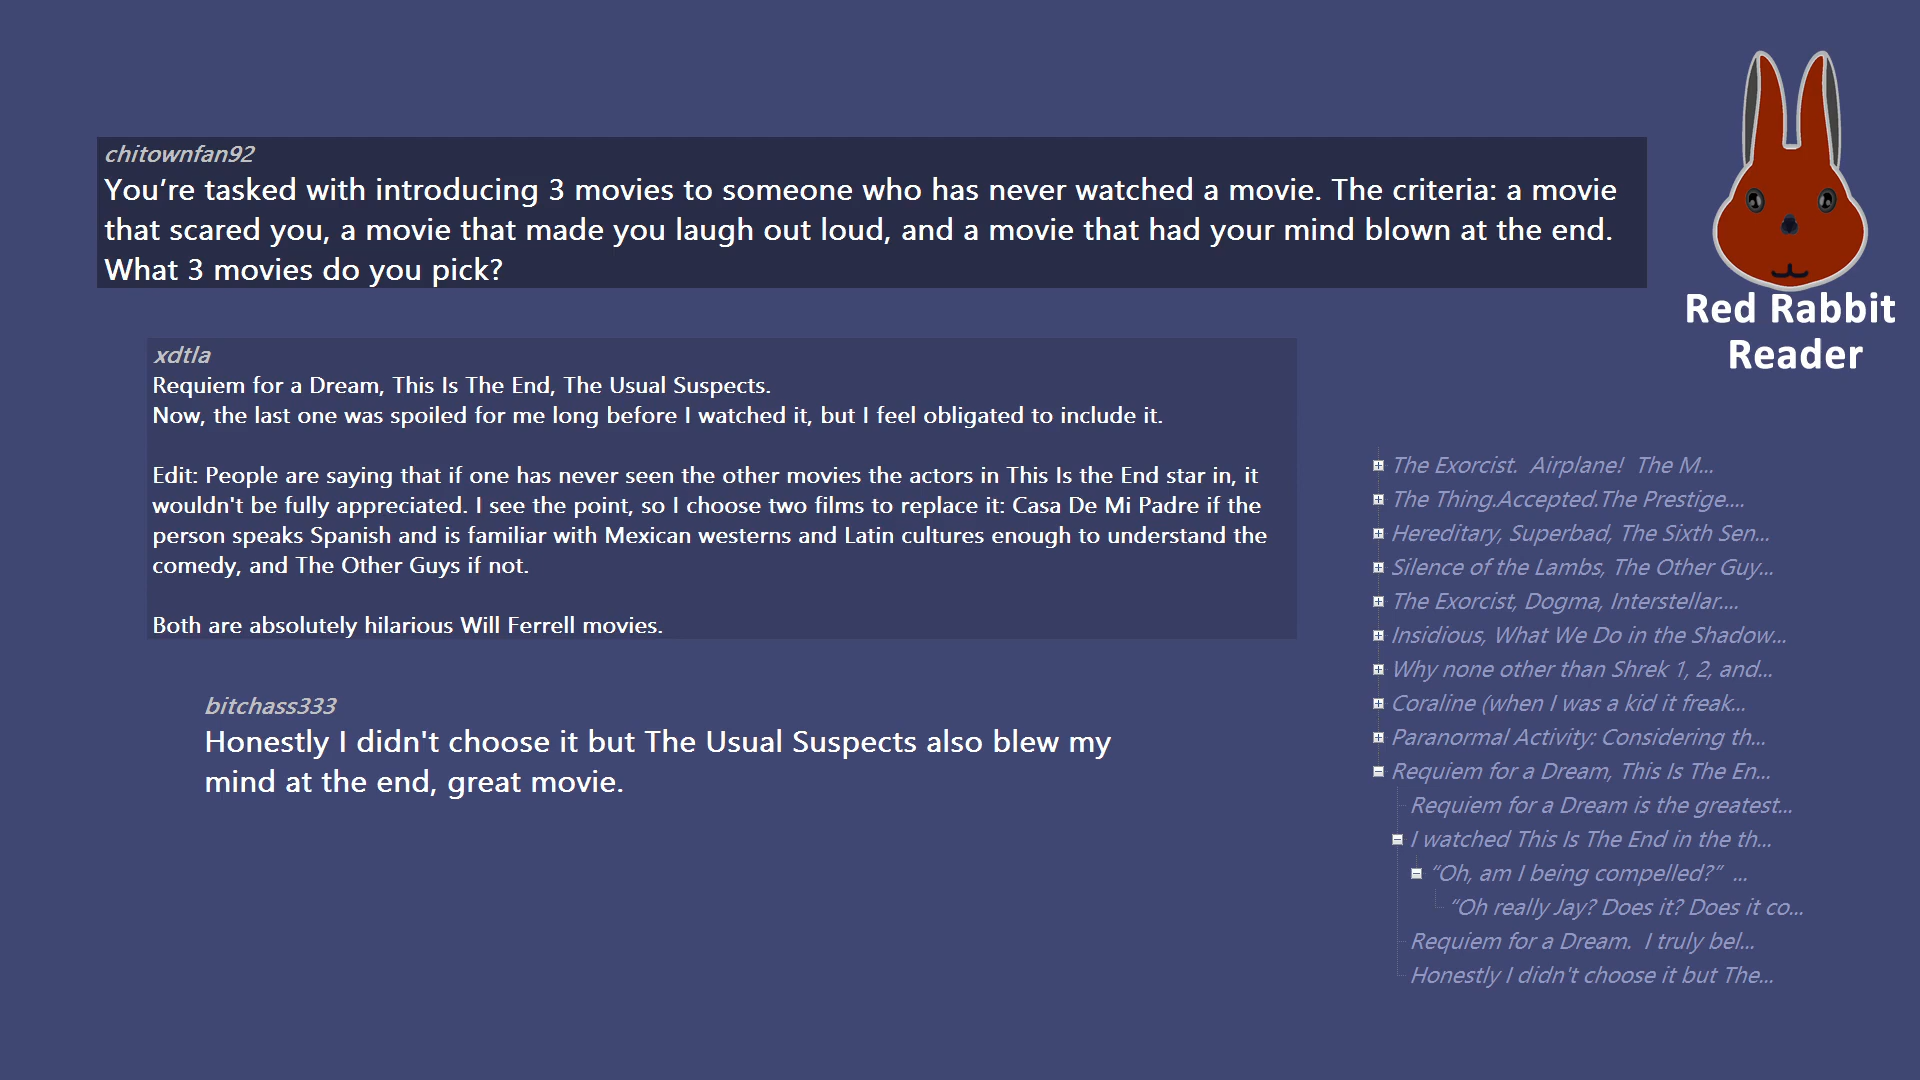 chitownfan92
You’re tasked with introducing 3 movies to someone who has never watched a movie. The criteria: a movie
that scared you, a movie that made you laugh out loud, and a movie that had your mind blown at the end.
What 3 movies do you pick?
Red Rabbit
Reader
xdtla
Requiem for a Dream, This Is The End, The Usual Suspects.
Now, the last one was spoiled for me long before I watched it, but I feel obligated to include it.
Edit: People are saying that if one has never seen the other movies the actors in This Is the End star in, it
wouldn't be fully appreciated. I see the point, so I choose two films to replace it: Casa De Mi Padre if the
person speaks Spanish and is familiar with Mexican westerns and Latin cultures enough to understand the
comedy, and The Other Guys if not.
Both are absolutely hilarious Will Ferrell movies.
bitchass333
Honestly I didn't choose it but The Usual Suspects also blew my
mind at the end, great movie.
The Exorcist.  Airplane!  The M...
The Thing.Accepted.The Prestige....
Hereditary, Superbad, The Sixth Sen...
Silence of the Lambs, The Other Guy...
The Exorcist, Dogma, Interstellar....
Insidious, What We Do in the Shadow...
Why none other than Shrek 1, 2, and...
Coraline (when I was a kid it freak...
Paranormal Activity: Considering th...
Requiem for a Dream, This Is The En...
Requiem for a Dream is the greatest...
I watched This Is The End in the th...
“Oh, am I being compelled?”  ...
“Oh really Jay? Does it? Does it co...
Requiem for a Dream.  I truly bel...
Honestly I didn't choose it but The...